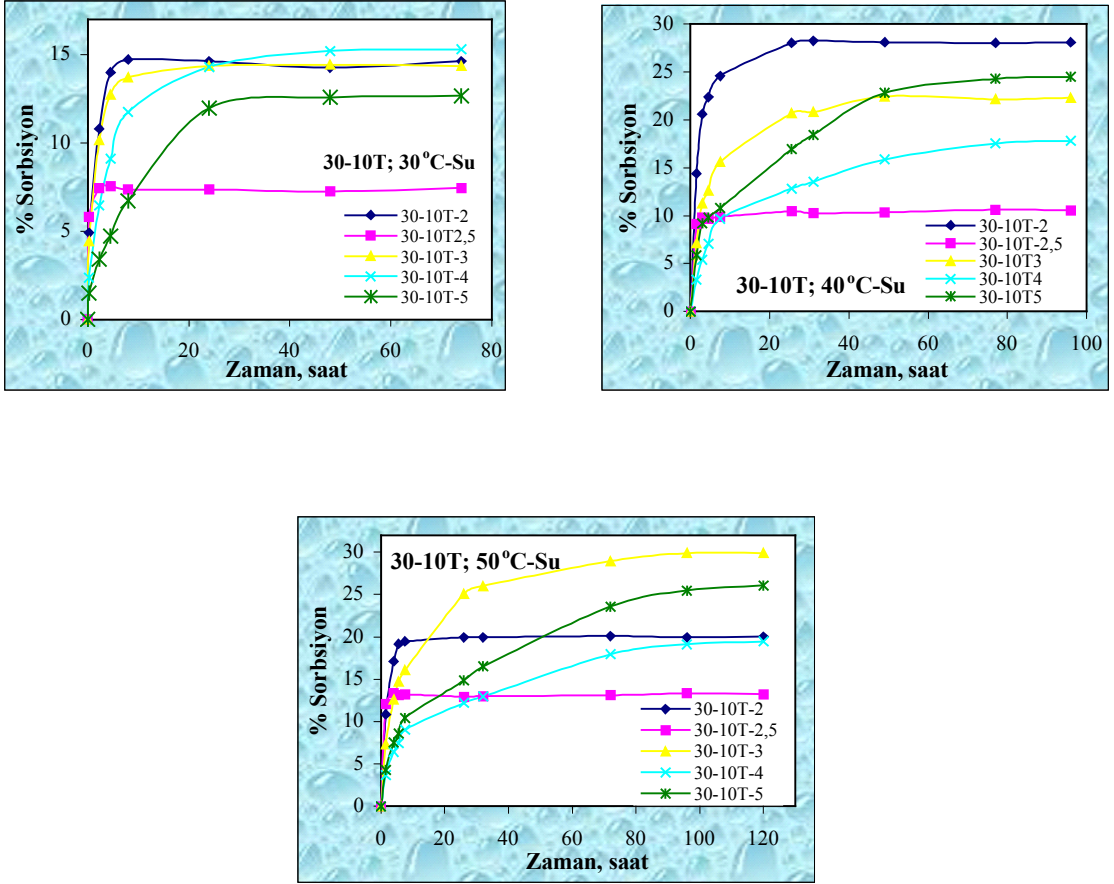 % Sorbsiyon
15
10
5
0
30-10T; 30°C-Su
30-10T-2
30-10T2,5
30-10T-3
30-10T-4
30-10T-5
0 20 40 60 80
Zaman, saat
% Sorbsiyon
30
25
20
15
10
5
0
30-10T-2
30-10T-2,5
30-10T3
30-10T4
30-10T5
30-10T; 40°C-Su
0 20 40 60 80 100
Zaman, saat
% Sorbsiyon
30
25
20
15
10
5
0
30-10T; 50°C-Su
30-10T-2
30-10T-2,5
30-10T-3
30-10T-4
30-10T-5
0 20 40 60 80 100 120
Zaman, saat